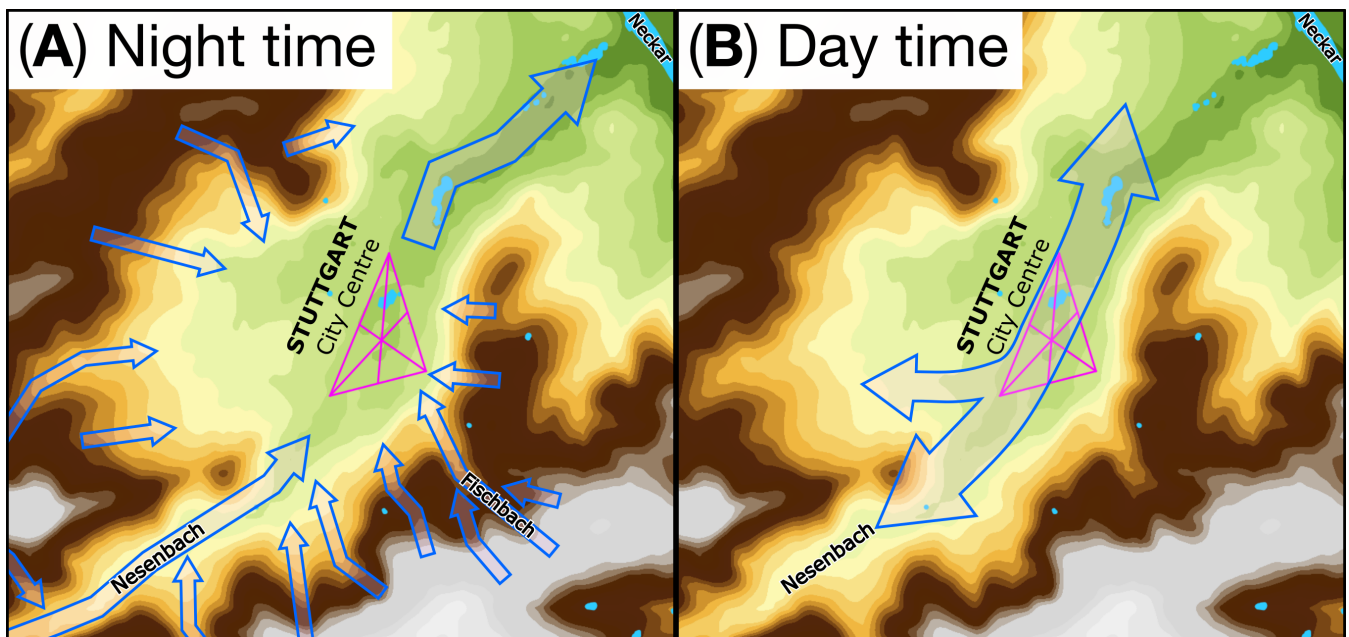 (A) Night time
Neckar
STUTTGART
City Centre
Fischbach
Nesenbach
(B) Day time
Neckar
STUTTGART
City Centre
Nesenbach